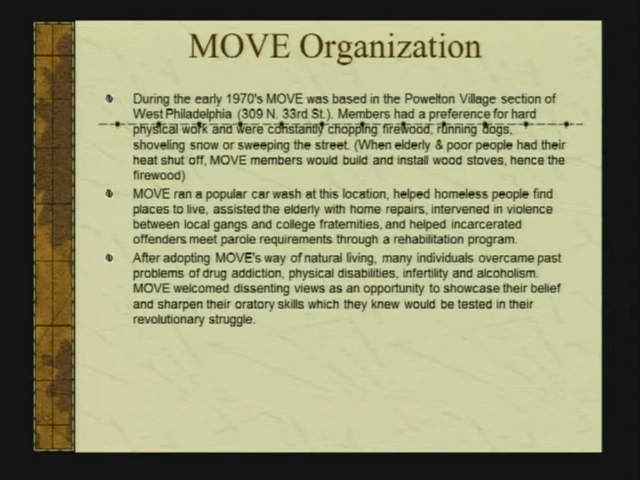 MOVE Organization
During the early 1970's MOVE was based in the Powelton Village section of
West Philadelphia (309 N. 33rd St.). Members had a preference for hard
physical work and were constantly chopping firewood, running dogs,
shoveling snow or sweeping the street. (When elderly & poor people had their
heat shut off, MOVE members would build and install wood stoves, hence the
firewood)
MOVE ran a popular car wash at this location, helped homeless people find
places to live, assisted the elderly with home repairs, intervened in violence
between local gangs and college fraternities, and helped incarcerated
offenders meet parole requirements through a rehabilitation program.
After adopting MOVE's way of natural living, many individuals overcame past
problems of drug addiction, physical disabilities, infertility and alcoholism.
MOVE welcomed dissenting views as an opportunity to showcase their belief
and sharpen their oratory skills which they knew would be tested in their
revolutionary struggle.